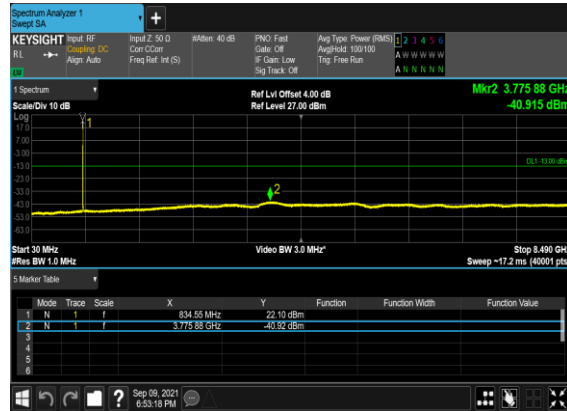 Spectrum Analyzer 1
Swept SA
+
KEYSIGHT Input: RF Input Z: 50 Ω #Atten: 40 dB PNO: Fast Avg Type: Power (RMS) 1 2 3 4 5 6
RL Coupling: DC Corr CCorr Gate: Off Avg|Hold: 100/100 A W W W W W
Align: Auto Freq Ref: Int (S) IF Gain: Low Trig: Free Run
Sig Track: Off A N N N N N
1 Spectrum Ref Lvl Offset 4.00 dB Mkr2 3.775 88 GHz
Scale/Div 10 dB Ref Level 27.00 dBm -40.915 dBm
Log
17.0
7.00
-3.00
-13.0
-23.0
-33.0
-43.0
-53.0
-63.0
1
DL1 -13.00 dBm
2
Start 30 MHz Video BW 3.0 MHz* Stop 8.490 GHz
#Res BW 1.0 MHz Sweep ~17.2 ms (40001 pts)
5 Marker Table
Mode Trace Scale X Y Function Function Width Function Value
1 N 1 f 834.55 MHz 22.10 dBm
2 N 1 f 3.775 88 GHz -40.92 dBm
3
4
5
6
? Sep 09, 2021
6:53:18 PM